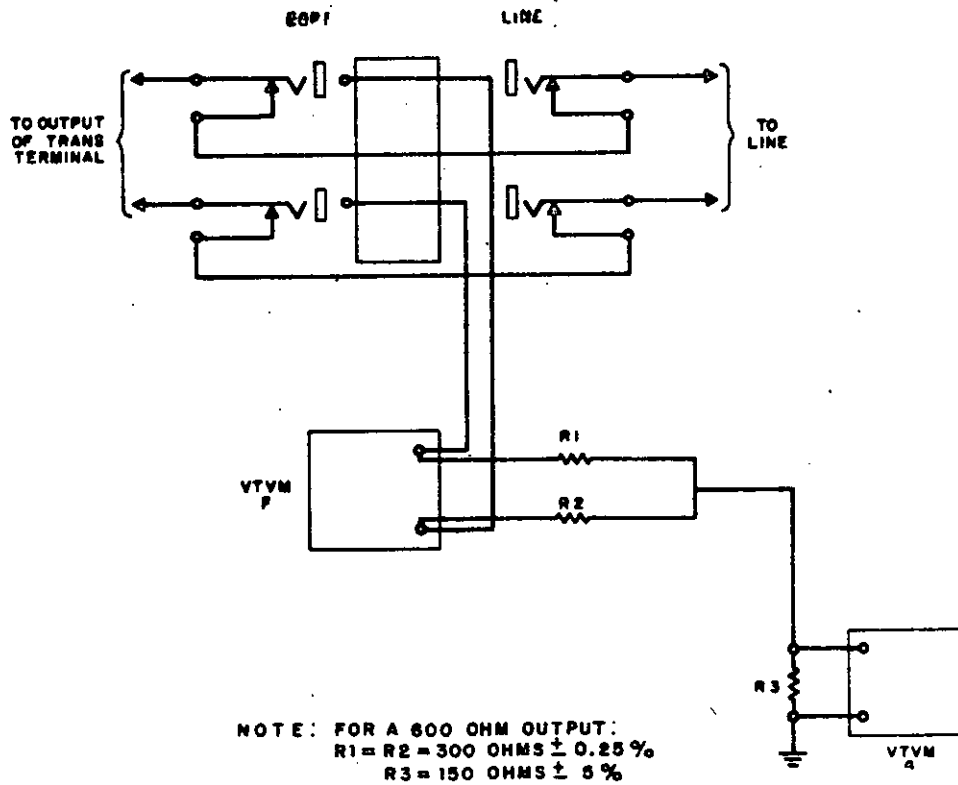 EQPT LINE
TO OUTPUT
OF TRANS
TERMINAL
TO
LINE
VTVM
F
R1
R2
R3
VTVM
G
NOTE: FOR A 600 OHM OUTPUT:
R1 = R2 = 300 OHMS ± 0.25%
R3 = 150 OHMS ± 5%